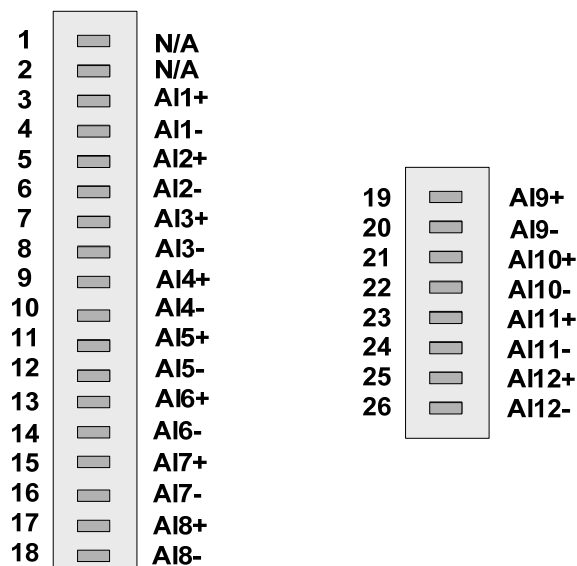 1 N/A
2 N/A
3 AI1+
4 AI1-
5 AI2+
6 AI2-
7 AI3+
8 AI3-
9 AI4+
10 AI4-
11 AI5+
12 AI5-
13 AI6+
14 AI6-
15 AI7+
16 AI7-
17 AI8+
18 AI8-
19 AI9+
20 AI9-
21 AI10+
22 AI10-
23 AI11+
24 AI11-
25 AI12+
26 AI12-